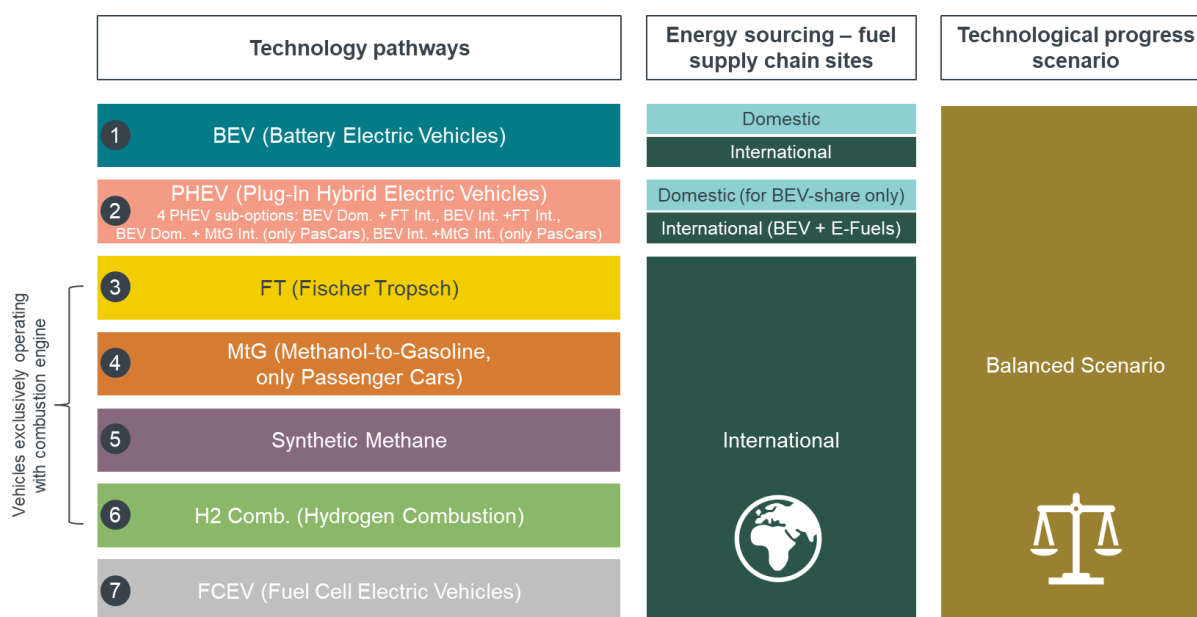 Technology pathways
Energy sourcing – fuel
supply chain sites
Technological progress
scenario
1
BEV (Battery Electric Vehicles)
Domestic
International
2
PHEV (Plug-In Hybrid Electric Vehicles)
4 PHEV sub-options: BEV Dom. + FT Int., BEV Int. +FT Int.,
BEV Dom. + MtG Int. (only PasCars), BEV Int. +MtG Int. (only PasCars)
Domestic (for BEV-share only)
International (BEV + E-Fuels)
Vehicles exclusively operating
with combustion engine
3
FT (Fischer Tropsch)
4
MtG (Methanol-to-Gasoline,
only Passenger Cars)
5
Synthetic Methane
6
H2 Comb. (Hydrogen Combustion)
7
FCEV (Fuel Cell Electric Vehicles)
International
Balanced Scenario